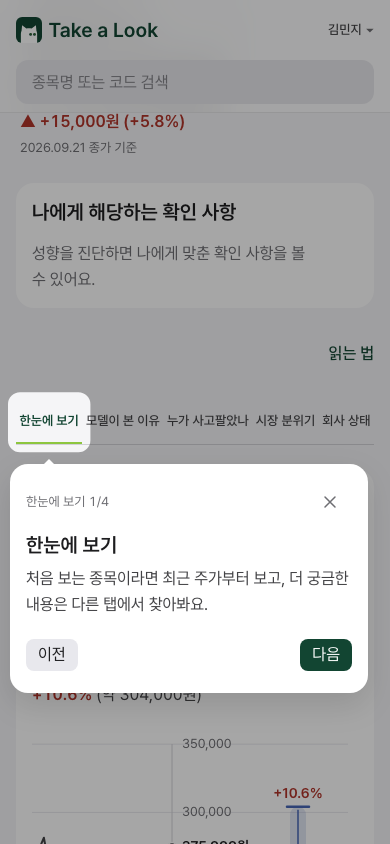 Take a Look
김민지
종목명 또는 코드 검색
▲ +15,000원 (+5.8%)
2026.09.21 종가 기준
나에게 해당하는 확인 사항
성향을 진단하면 나에게 맞춘 확인 사항을 볼
수 있어요.
읽는 법
한눈에 보기 모델이 본 이유 누가 사고팔았나 시장 분위기 회사 상태
한눈에 보기 1/4
한눈에 보기
처음 보는 종목이라면 최근 주가부터 보고, 더 궁금한
내용은 다른 탭에서 찾아봐요.
이전
다음
+10.6% (약 304,000원)
350,000
+10.6%
300,000